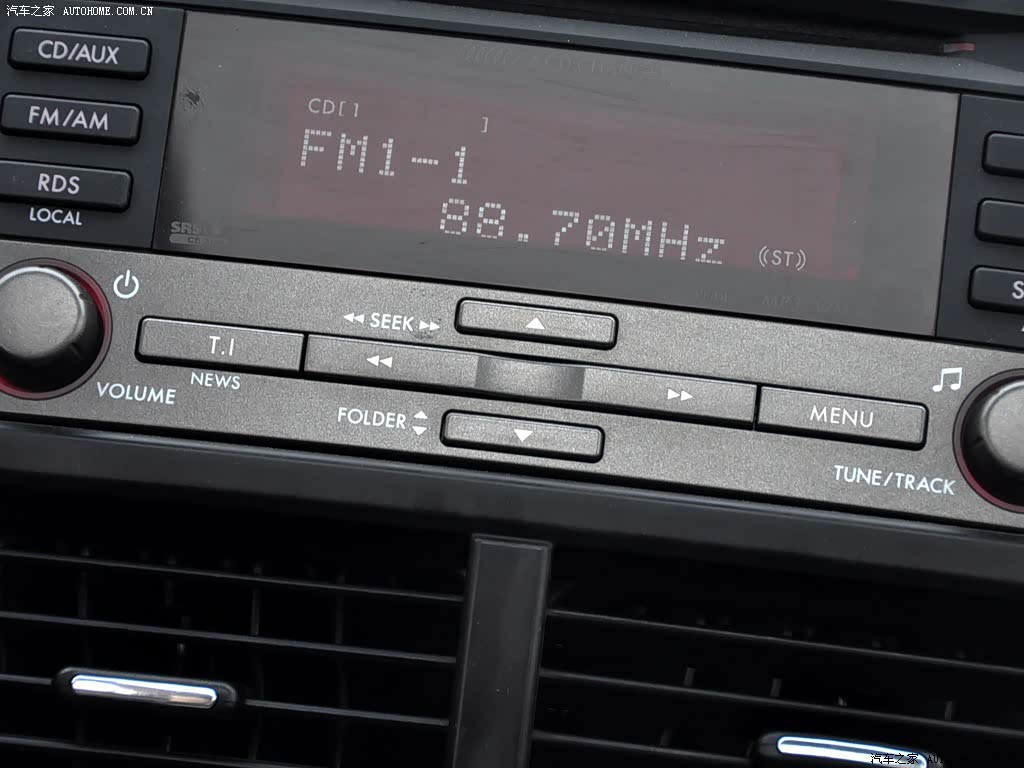 汽车之家 AUTOHOME.COM.CN
CD/AUX
FM/AM
RDS
LOCAL
CD[1 ]
FM1-1
88.70MHz
((ST))
SEEK
T.I
NEWS
VOLUME
FOLDER
MENU
TUNE/TRACK
汽车之家